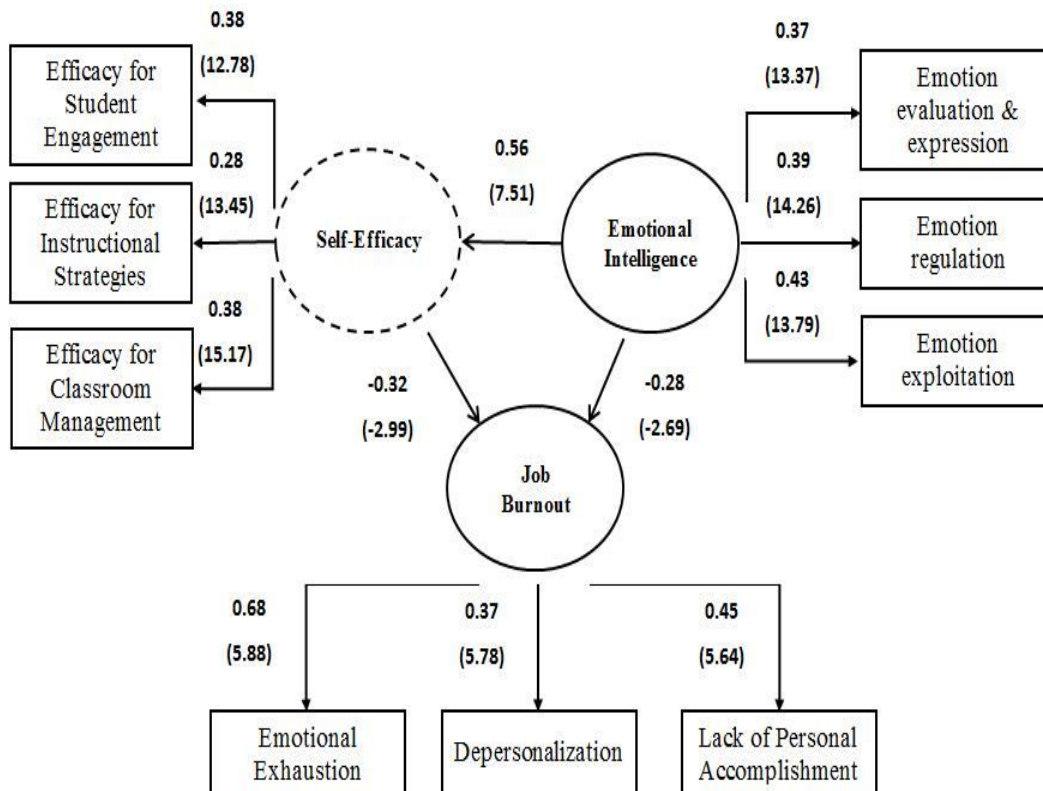 0.38
(12.78)
Efficacy for
Student
Engagement
0.28
(13.45)
Efficacy for
Instructional
Strategies
0.38
(15.17)
Efficacy for
Classroom
Management
Self-Efficacy
0.56
(7.51)
Emotional
Intelligence
0.37
(13.37)
Emotion
evaluation &
expression
0.39
(14.26)
Emotion
regulation
0.43
(13.79)
Emotion
exploitation
-0.32
(-2.99)
-0.28
(-2.69)
Job
Burnout
0.68
(5.88)
0.37
(5.78)
0.45
(5.64)
Emotional
Exhaustion
Depersonalization
Lack of Personal
Accomplishment